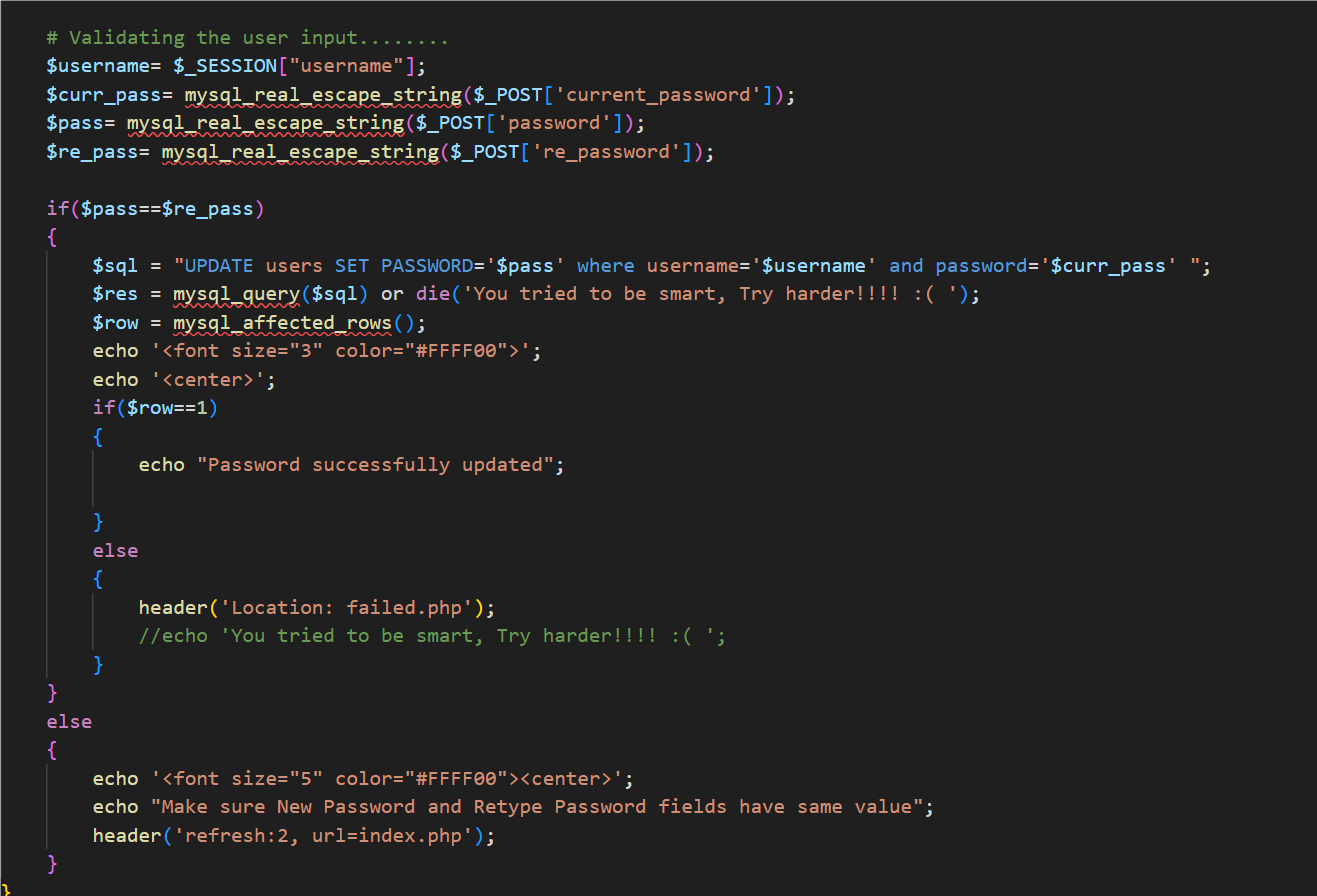 # Validating the user input........
$username= $_SESSION["username"];
$curr_pass= mysql_real_escape_string($_POST['current_password']);
$pass= mysql_real_escape_string($_POST['password']);
$re_pass= mysql_real_escape_string($_POST['re_password']);

if($pass==$re_pass)
{
    $sql = "UPDATE users SET PASSWORD='$pass' where username='$username' and password='$curr_pass' ";
    $res = mysql_query($sql) or die('You tried to be smart, Try harder!!!! :( ');
    $row = mysql_affected_rows();
    echo '<font size="3" color="#FFFF00">';
    echo '<center>';
    if($row==1)
    {
        echo "Password successfully updated";

    }
    else
    {
        header('Location: failed.php');
        //echo 'You tried to be smart, Try harder!!!! :( ';
    }
}
else
{
    echo '<font size="5" color="#FFFF00"><center>';
    echo "Make sure New Password and Retype Password fields have same value";
    header('refresh:2, url=index.php');
}
}